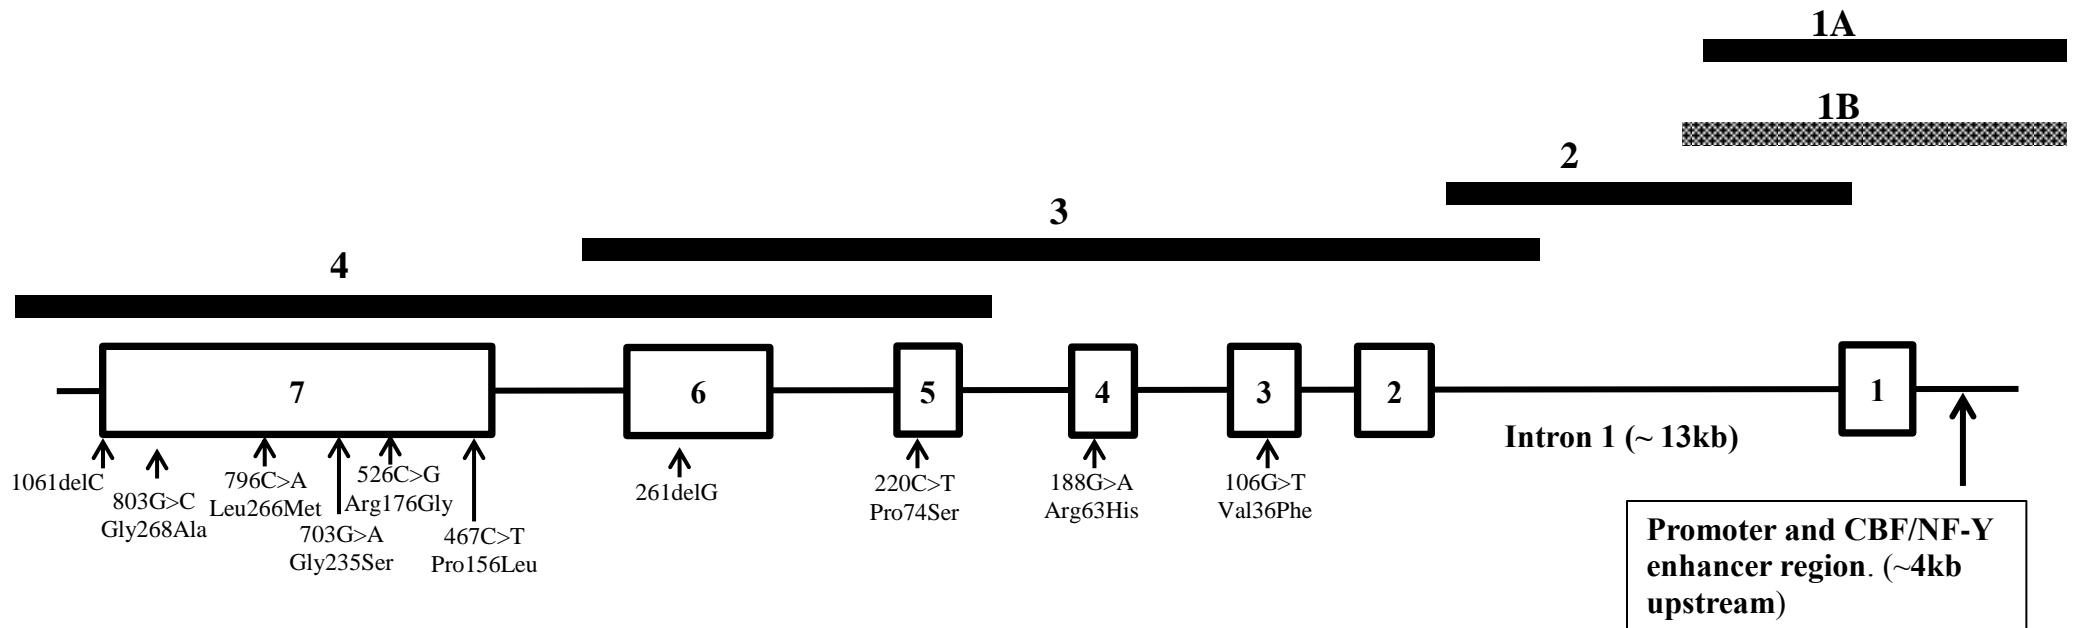 1A
1B
2
3
4
7
6
5
4
3
2
1
Intron 1 (~ 13kb)
1061delC
803G>C
Gly268Ala
796C>A
Leu266Met
703G>A
Gly235Ser
526C>G
Arg176Gly
467C>T
Pro156Leu
261delG
220C>T
Pro74Ser
188G>A
Arg63His
106G>T
Val36Phe
Promoter and CBF/NF-Y
enhancer region. (~4kb
upstream)